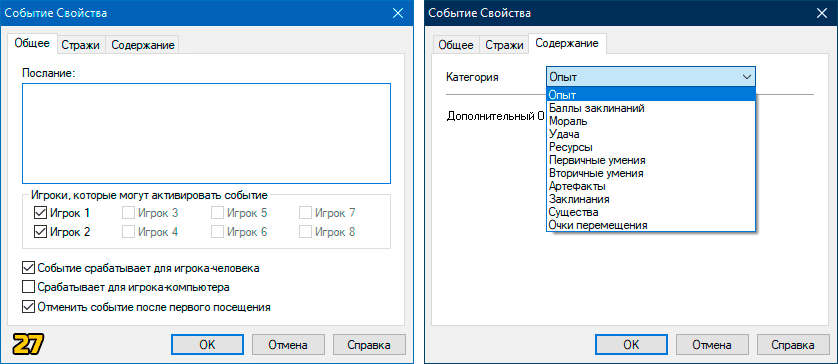 Событие Свойства
Общее Стражи Содержание
Послание:
Игроки, которые могут активировать событие
Игрок 1 Игрок 3 Игрок 5 Игрок 7
Игрок 2 Игрок 4 Игрок 6 Игрок 8
Событие срабатывает для игрока-человека
Срабатывает для игрока-компьютера
Отменить событие после первого посещения
27
OK Отмена Справка
Событие Свойства
Общее Стражи Содержание
Категория Опыт
Опыт
Баллы заклинаний
Дополнительный О
Мораль
Удача
Ресурсы
Первичные умения
Вторичные умения
Артефакты
Заклинания
Существа
Очки перемещения
OK Отмена Справка